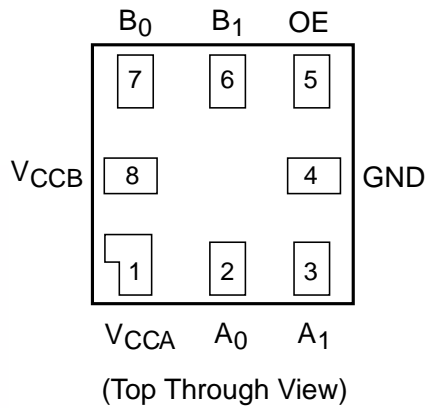 B0 B1 OE
7 6 5
VCCB 8 4 GND
1 2 3
VCCA A0 A1
(Top Through View)